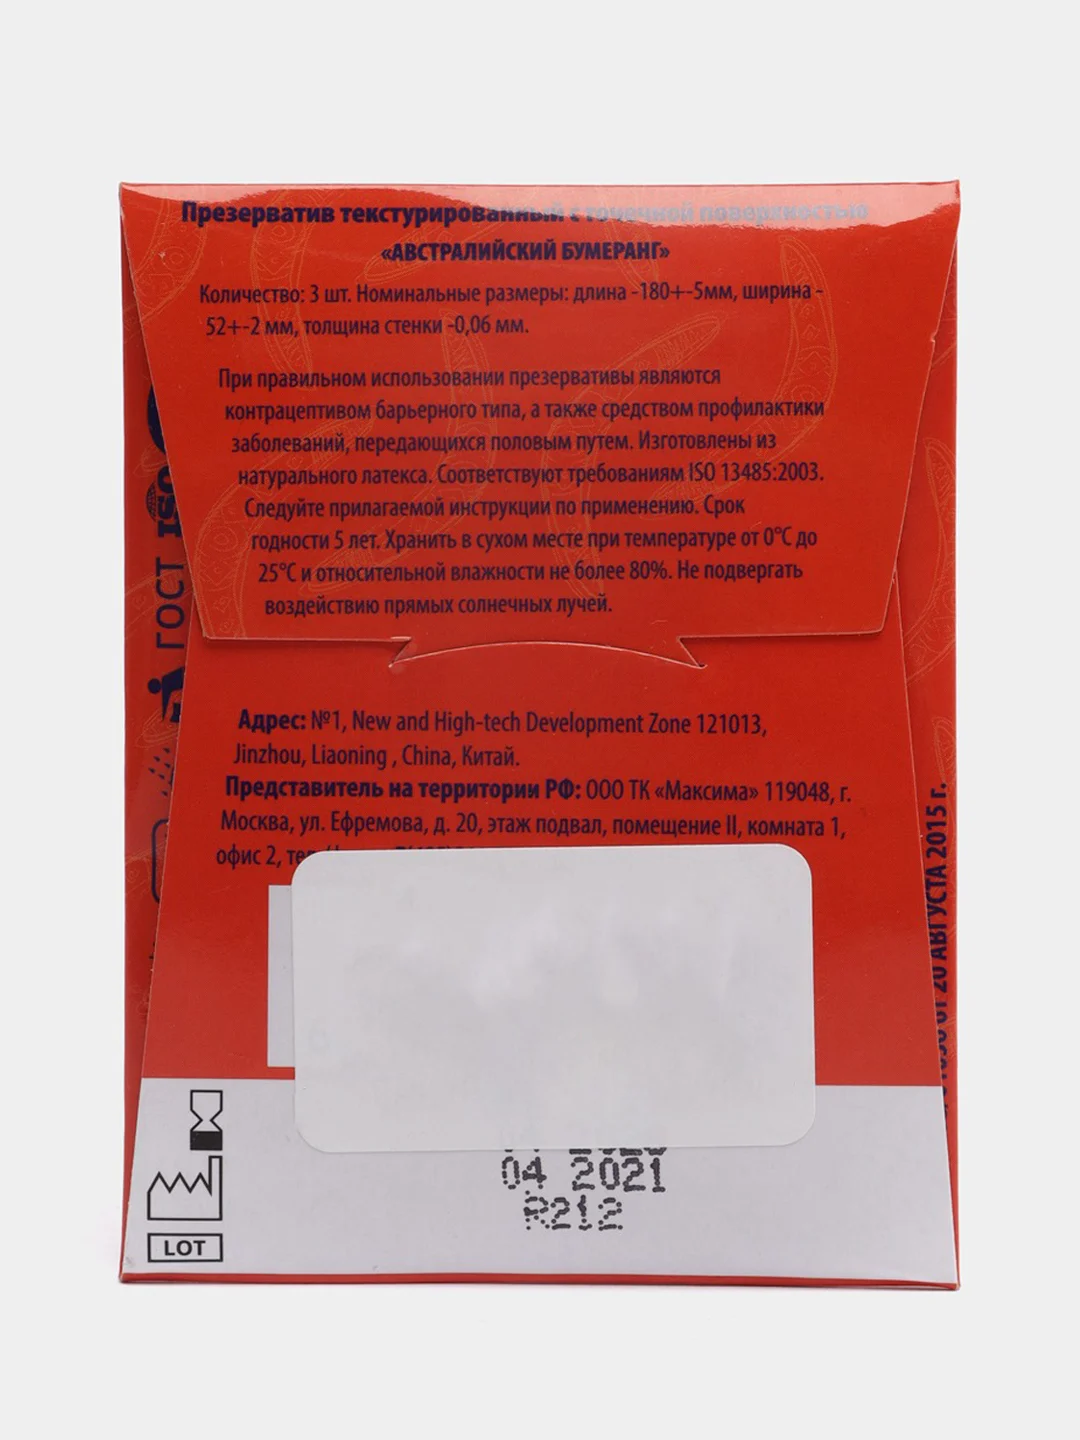 Презерватив текстурированный с точечной поверхностью
«АВСТРАЛИЙСКИЙ БУМЕРАНГ»
Количество: 3 шт. Номинальные размеры: длина -180+-5мм, ширина -
52+-2 мм, толщина стенки -0,06 мм.
При правильном использовании презервативы являются
контрацептивом барьерного типа, а также средством профилактики
заболеваний, передающихся половым путем. Изготовлены из
натурального латекса. Соответствуют требованиям ISO 13485:2003.
Следуйте прилагаемой инструкции по применению. Срок
годности 5 лет. Хранить в сухом месте при температуре от 0°С до
25°С и относительной влажности не более 80%. Не подвергать
воздействию прямых солнечных лучей.
ГОСТ ISO
Адрес: №1, New and High-tech Development Zone 121013,
Jinzhou, Liaoning , China, Китай.
Представитель на территории РФ: ООО ТК «Максима» 119048, г.
Москва, ул. Ефремова, д. 20, этаж подвал, помещение II, комната 1,
офис 2,
ОТ 20 АВГУСТА 2015 г.
04 2021
R212
LOT